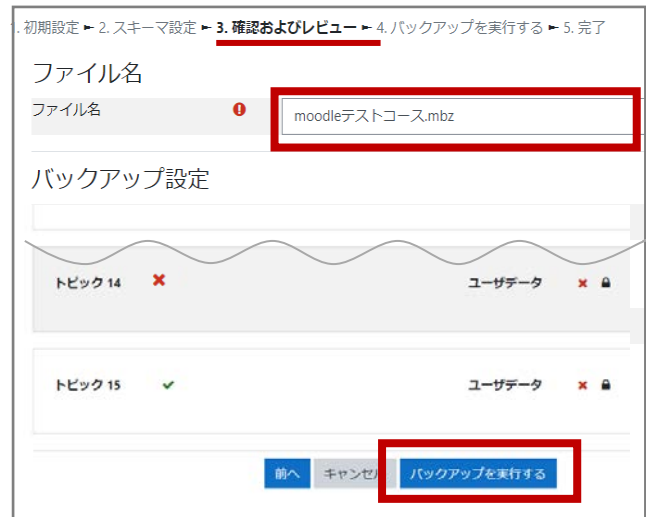 1. 初期設定 ► 2. スキーマ設定 ► 3. 確認およびレビュー ► 4. バックアップを実行する ► 5. 完了
ファイル名
ファイル名 moodleテストコース.mbz
バックアップ設定
トピック 14 ユーザデータ
トピック 15 ユーザデータ
前へ キャンセル バックアップを実行する